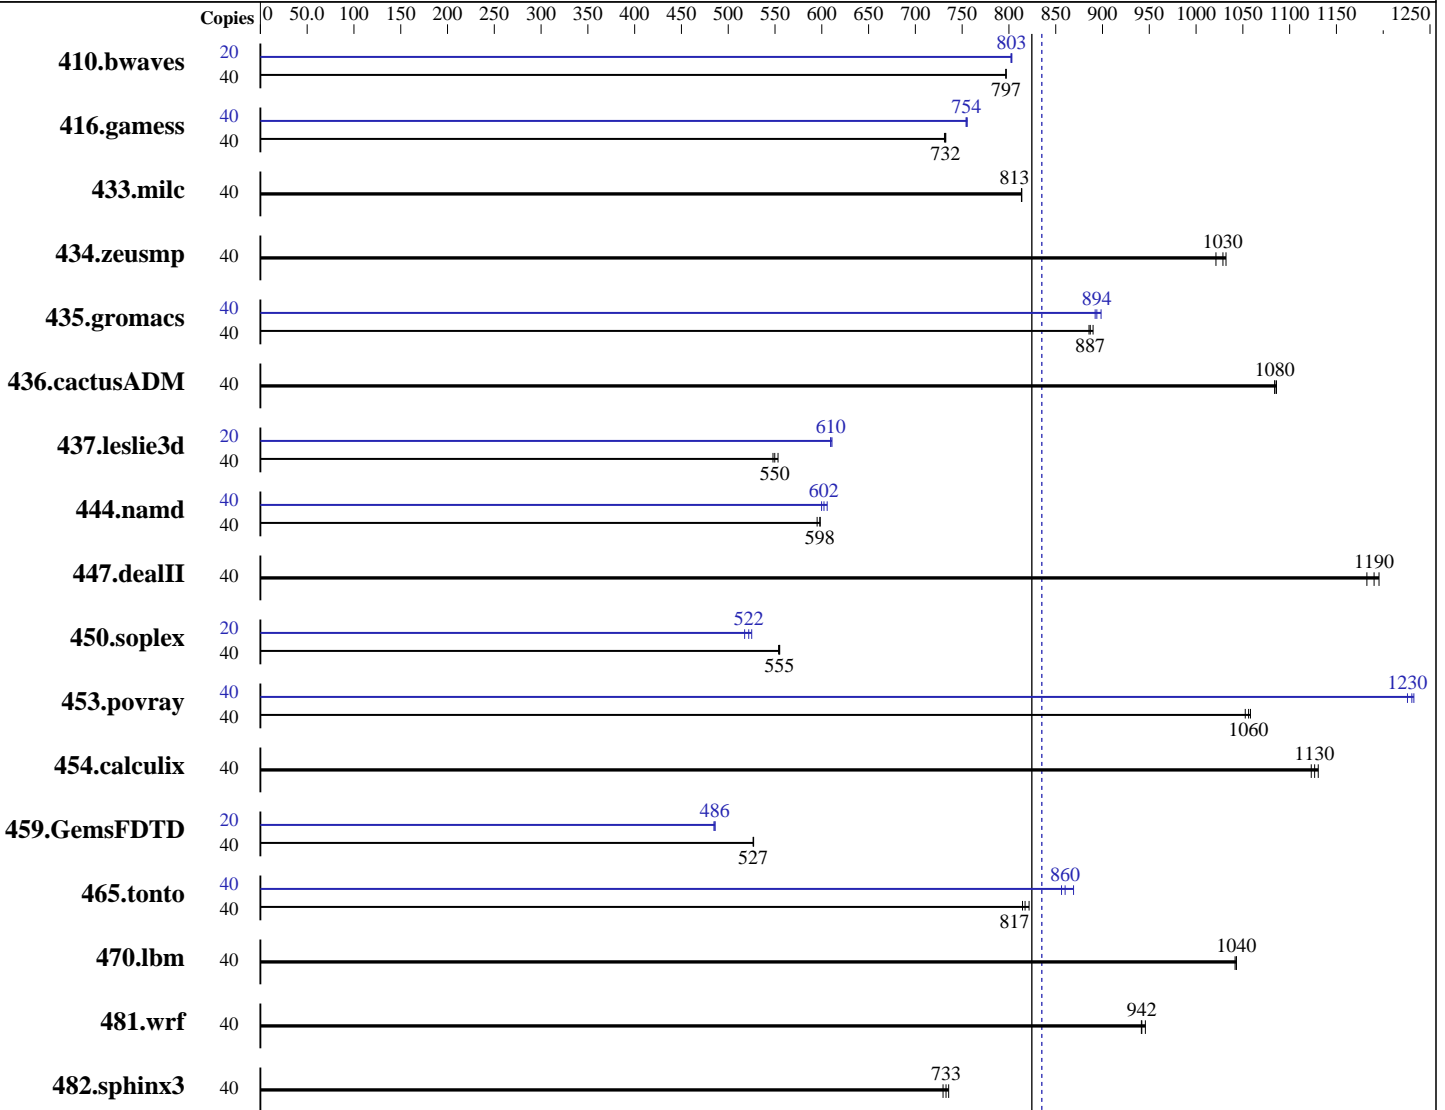 Copies 0 50.0 100 150 200 250 300 350 400 450 500 550 600 650 700 750 800 850 900 950 1000 1050 1100 1150 1250
410.bwaves 20 803
40 797
416.gamess 40 754
40 732
433.milc 40 813
434.zeusmp 40 1030
435.gromacs 40 894
40 887
436.cactusADM 40 1080
437.leslie3d 20 610
40 550
444.namd 40 602
40 598
447.dealII 40 1190
450.soplex 20 522
40 555
453.povray 40 1230
40 1060
454.calculix 40 1130
459.GemsFDTD 20 486
40 527
465.tonto 40 860
40 817
470.lbm 40 1040
481.wrf 40 942
482.sphinx3 40 733